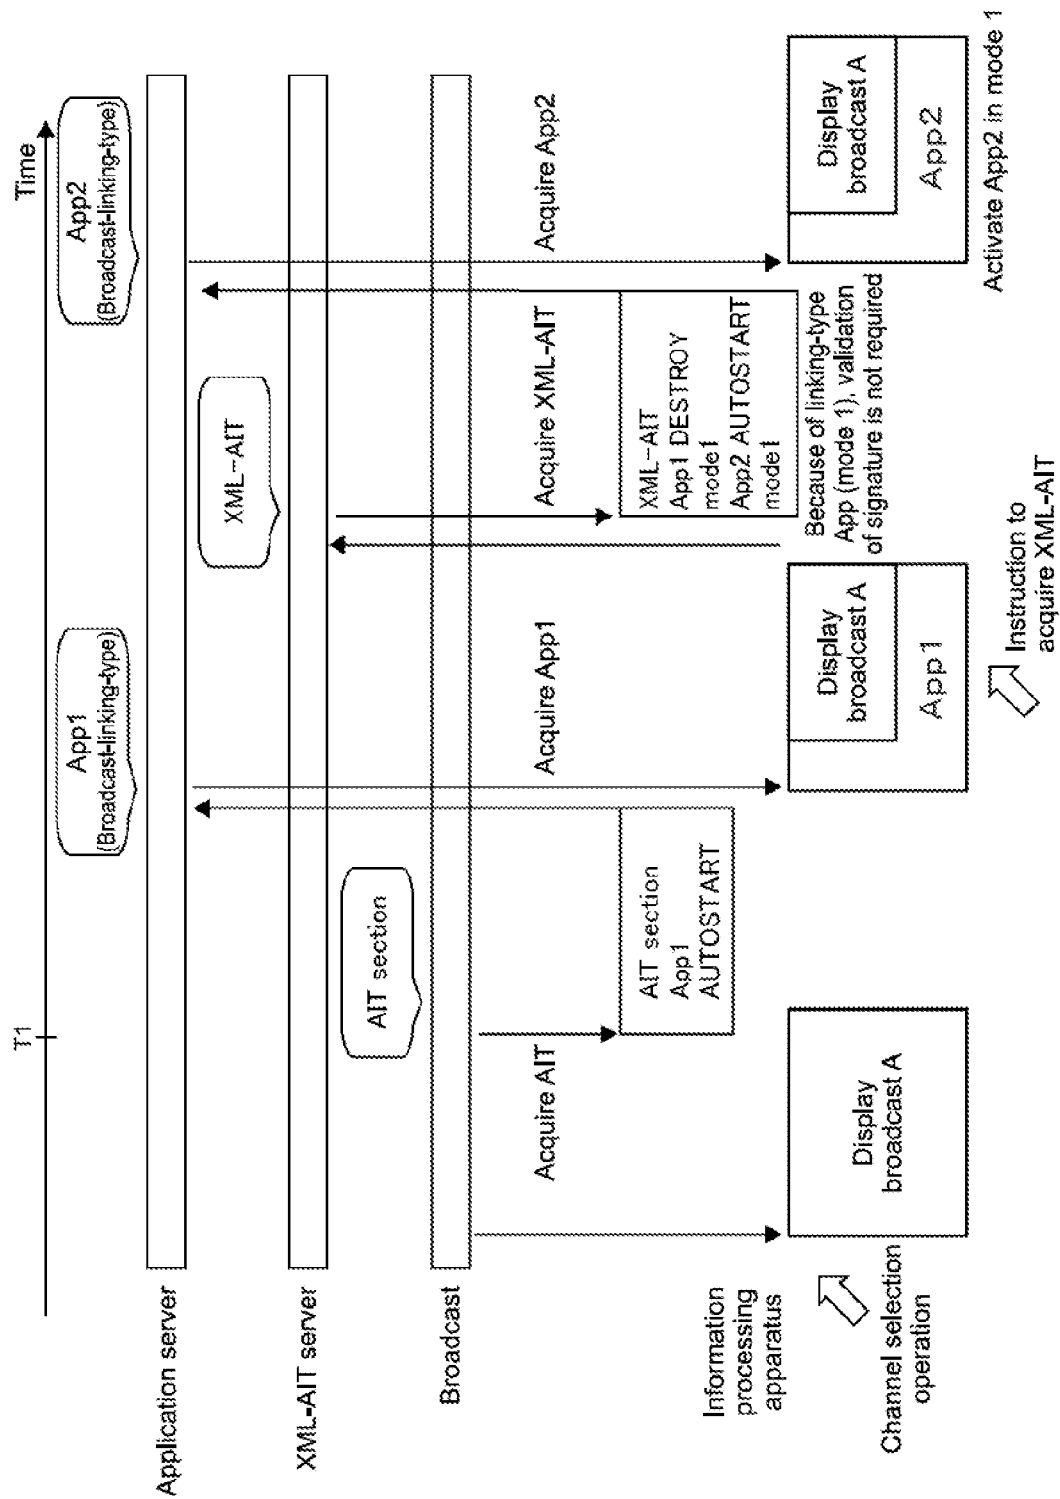 Time
T1
App1
(Broadcast-linking-type)
App2
(Broadcast-linking-type)
Application server
XML-AIT
XML-AIT server
AIT section
Broadcast
Acquire AIT
Acquire App1
Acquire XML-AIT
Acquire App2
AIT section
App1
AUTOSTART
XML-AIT
App1 DESTROY
mode1
App2 AUTOSTART
mode1
Information
processing
apparatus
Display
broadcast A
Display
broadcast A
App1
Because of linking-type
App (mode 1), validation
of signature is not required
Display
broadcast A
App2
Channel selection
operation
Instruction to
acquire XML-AIT
Activate App2 in mode 1